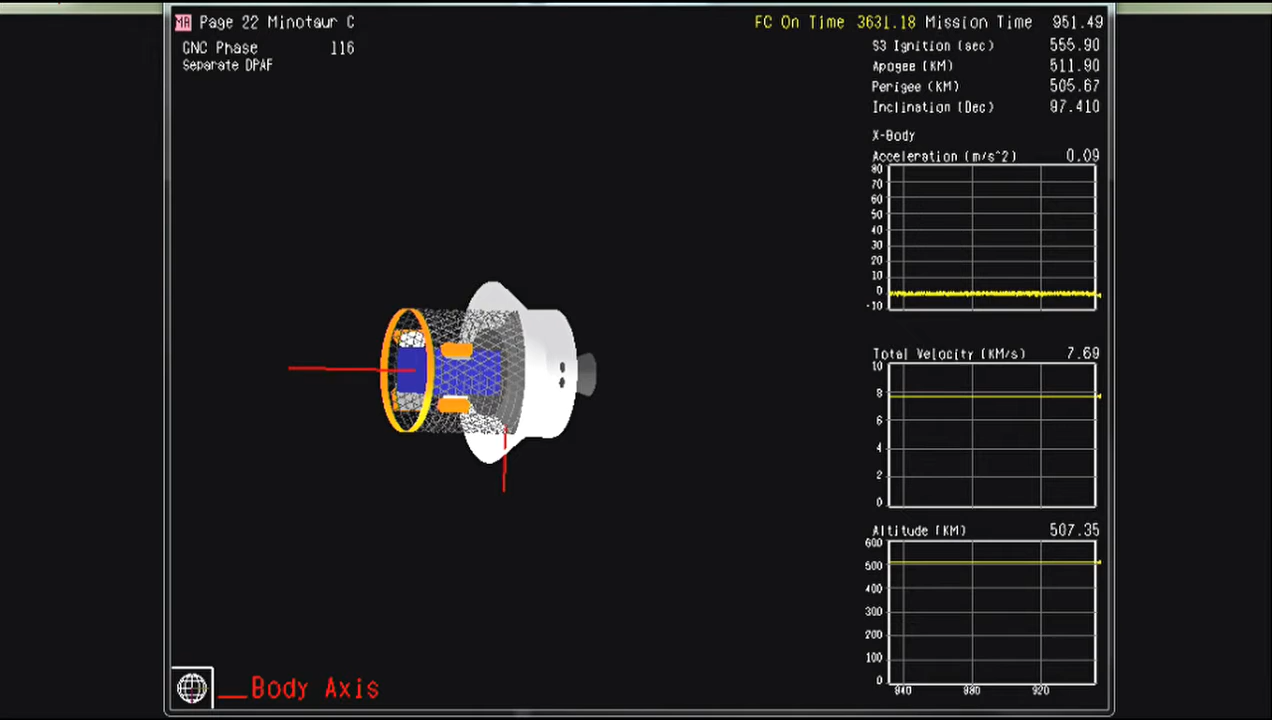 MR Page 22 Minotaur C
FC On Time 3631.18 Mission Time 951.49
GNC Phase 116
Separate DPAF
S3 Ignition (sec) 555.90
Apogee (KM) 511.90
Perigee (KM) 505.67
Inclination (Dec) 97.410
X-Body
Acceleration (m/s^2) 0.09
80
70
60
50
40
30
20
10
0
-10
Total Velocity (KM/s) 7.69
10
8
6
4
2
0
Altitude (KM) 507.35
600
500
400
300
200
100
0
940 980 920
Body Axis